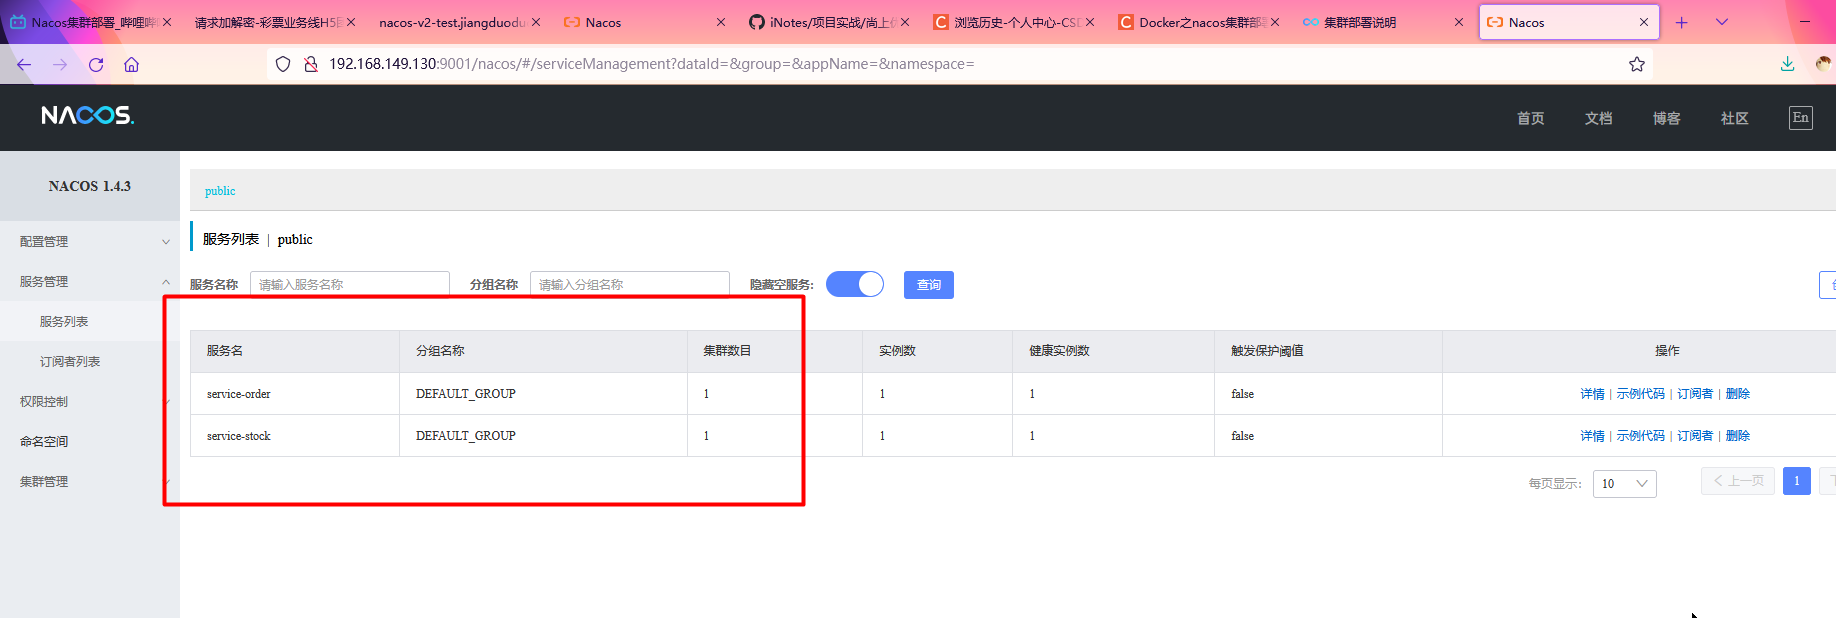 Nacos集群部署_哔哩哔
请求加解密-彩票业务线H5
nacos-v2-test.jiangduodu
Nacos
iNotes/项目实战/尚上
浏览历史-个人中心-CSD
Docker之nacos集群部
集群部署说明
Nacos
192.168.149.130:9001/nacos/#/serviceManagement?dataId=&group=&appName=&namespace=
NACOS.
首页 文档 博客 社区 En
NACOS 1.4.3
配置管理
服务管理
服务列表
订阅者列表
权限控制
命名空间
集群管理
public
服务列表 | public
服务名称 请输入服务名称 分组名称 请输入分组名称 隐藏空服务: 查询
服务名 分组名称 集群数目 实例数 健康实例数 触发保护阈值 操作
service-order DEFAULT_GROUP 1 1 1 false 详情 | 示例代码 | 订阅者 | 删除
service-stock DEFAULT_GROUP 1 1 1 false 详情 | 示例代码 | 订阅者 | 删除
每页显示: 10 上一页 1